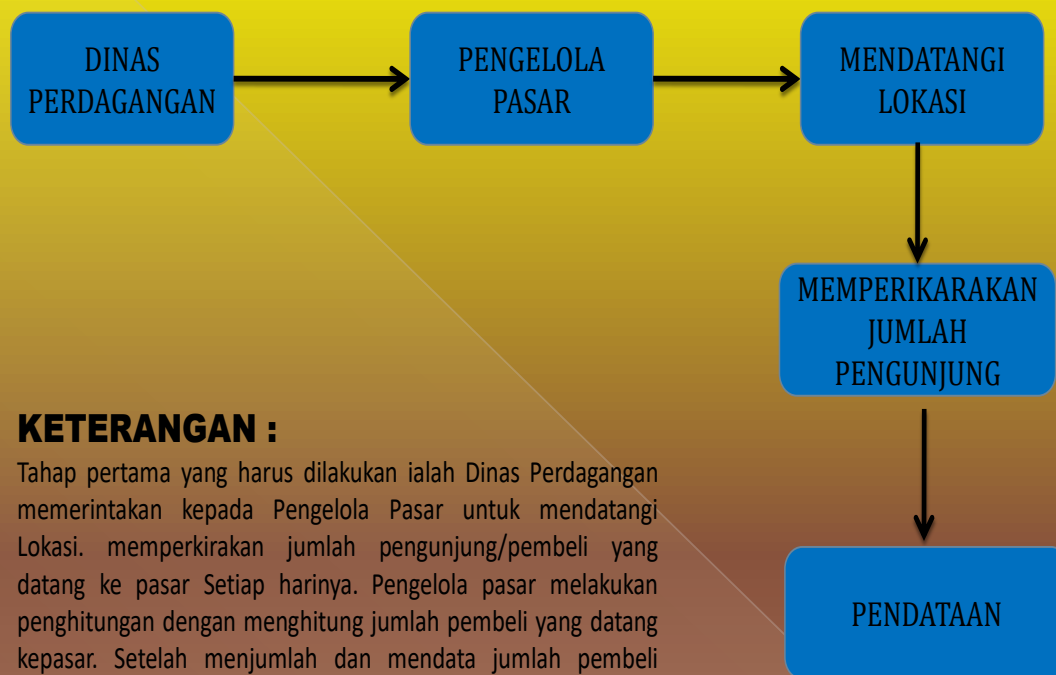 DINAS
PERDAGANGAN
PENGELOLA
PASAR
MENDATANGI
LOKASI
MEMPERIKARAKAN
JUMLAH
PENGUNJUNG
PENDATAAN
KETERANGAN :
Tahap pertama yang harus dilakukan ialah Dinas Perdagangan
memerintakan kepada Pengelola Pasar untuk mendatangi
Lokasi. memperkirakan jumlah pengunjung/pembeli yang
datang ke pasar Setiap harinya. Pengelola pasar melakukan
penghitungan dengan menghitung jumlah pembeli yang datang
kepasar. Setelah menjumlah dan mendata jumlah pembeli